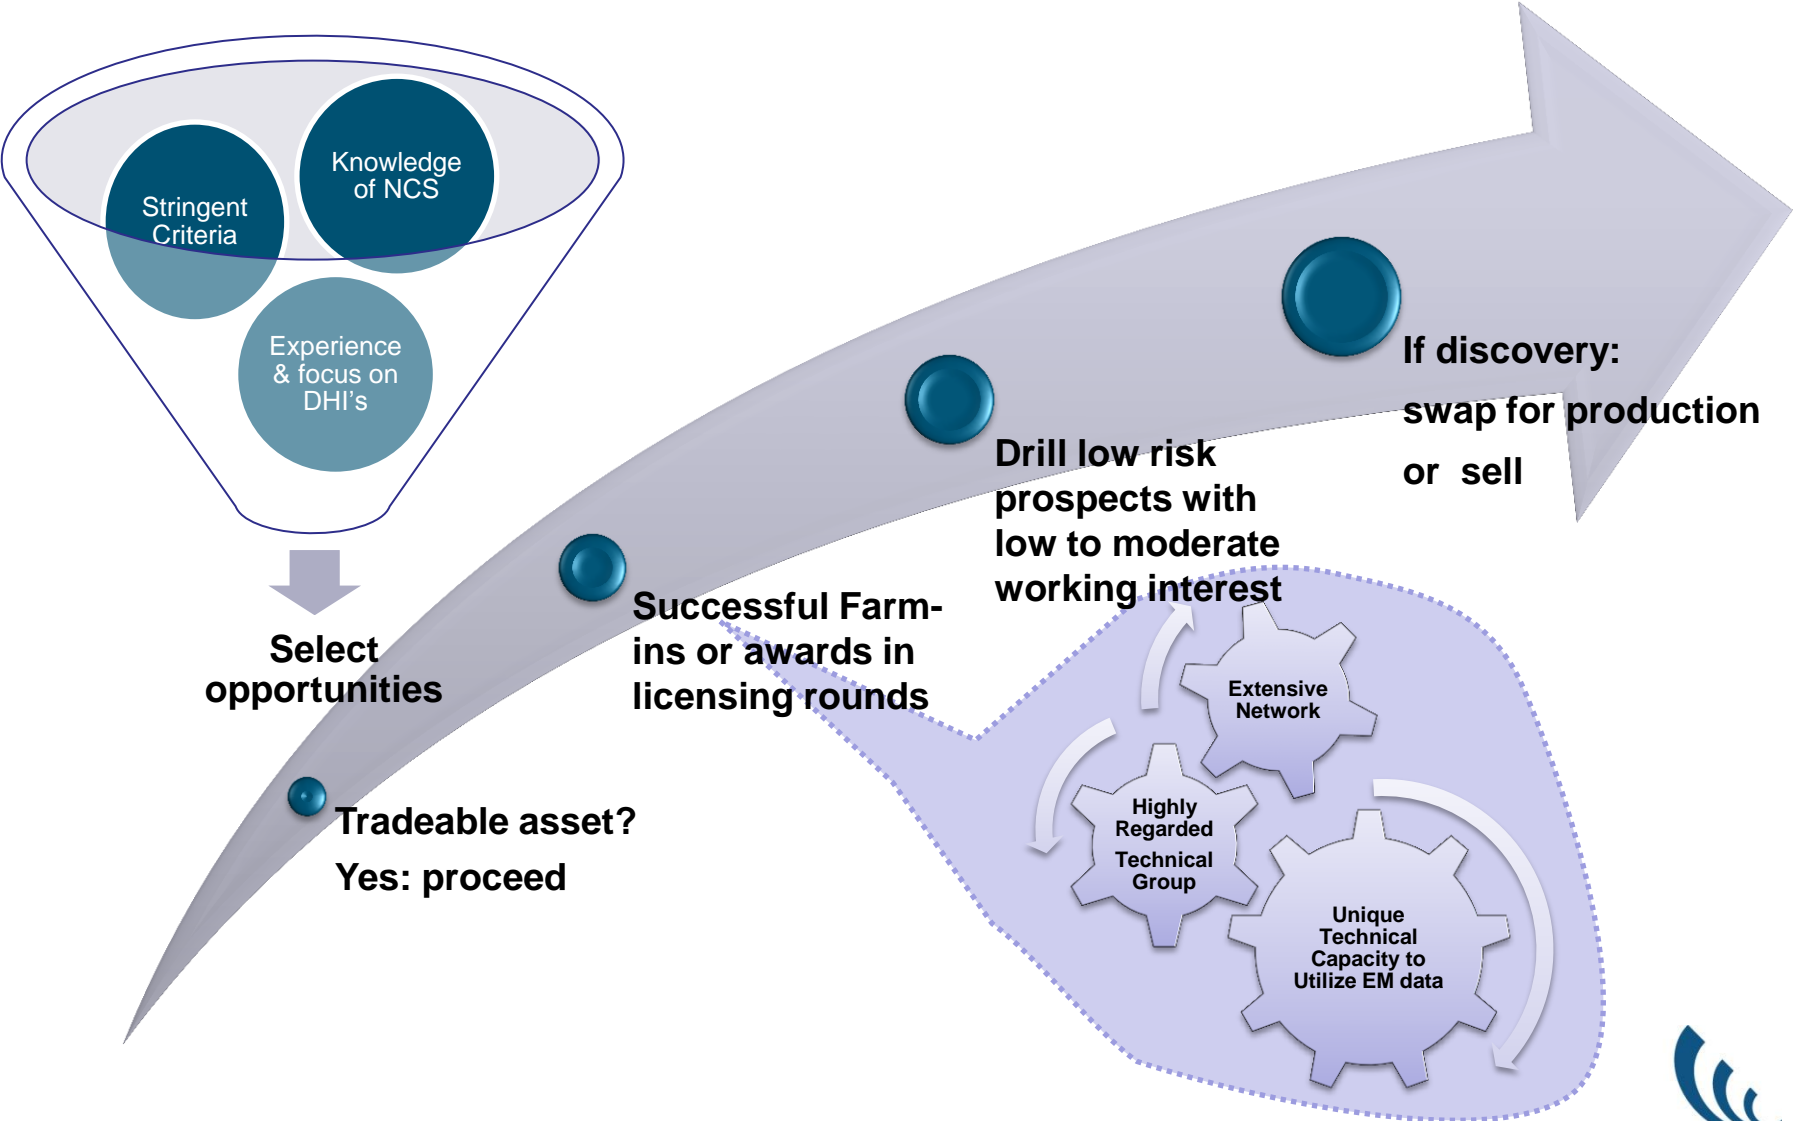 Knowledge
of NCS
Stringent
Criteria
Experience
& focus on
DHI's
Select
opportunities
Tradeable asset?
Yes: proceed
Successful Farm-
ins or awards in
licensing rounds
Drill low risk
prospects with
low to moderate
working interest
If discovery:
swap for production
or sell
Extensive
Network
Highly
Regarded
Technical
Group
Unique
Technical
Capacity to
Utilize EM data